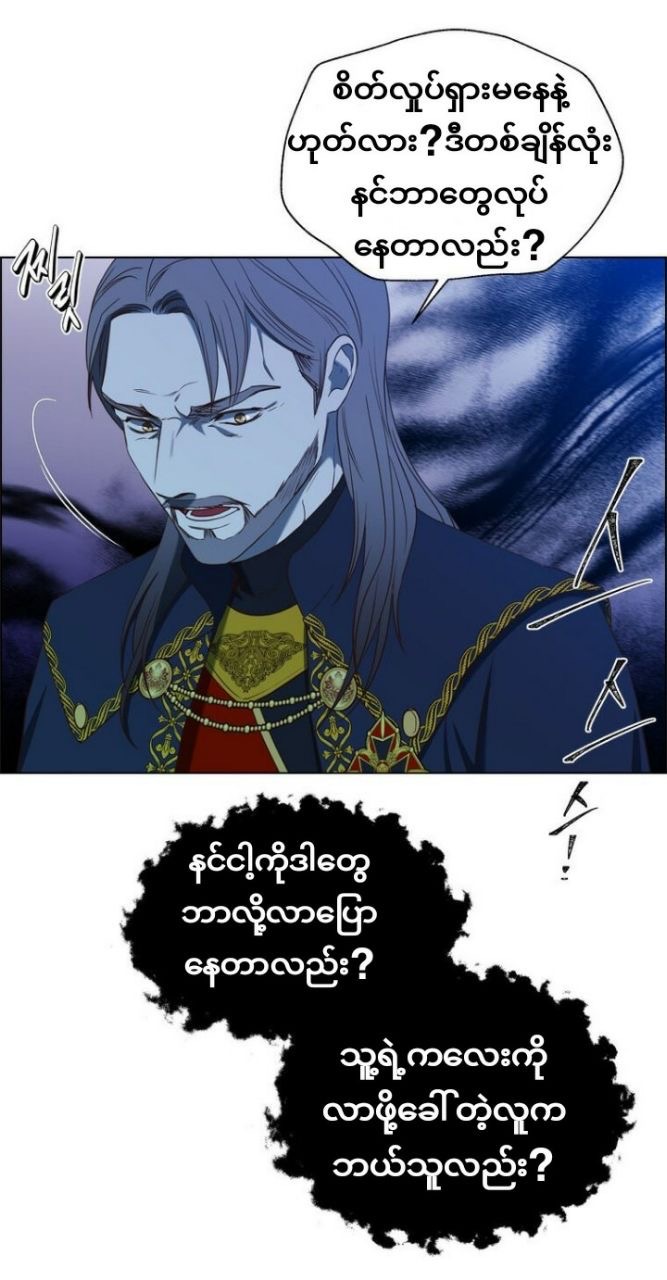 စိတ်လှုပ်ရှားမနေနဲ့
ဟုတ်လား?ဒီတစ်ချိန်လုံး
နင်ဘာတွေလုပ်
နေတာလည်း?
찌릿
နင်ငါ့ကိုဒါတွေ
ဘာလို့လာပြော
နေတာလည်း?
သူ့ရဲ့ကလေးကို
လာဖို့ခေါ်တဲ့လူက
ဘယ်သူလည်း?